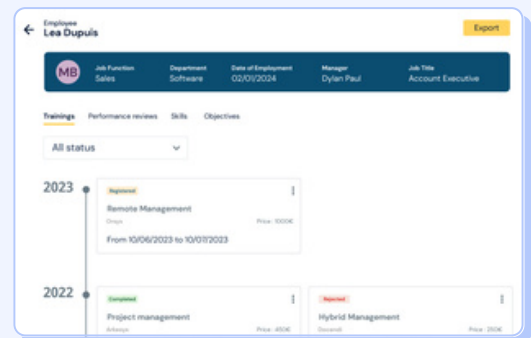 Employee
Lea Dupuis
Export
MB
Job Function
Sales
Department
Software
Date of Employment
02/01/2024
Manager
Dylan Paul
Job Title
Account Executive
Trainings Performance reviews Skills Objectives
All status
2023
Registered
Remote Management
Price : 1000€
From 10/06/2023 to 10/07/2023
2022
Completed
Project management
Price : 450€
Rejected
Hybrid Management
Price : 250€